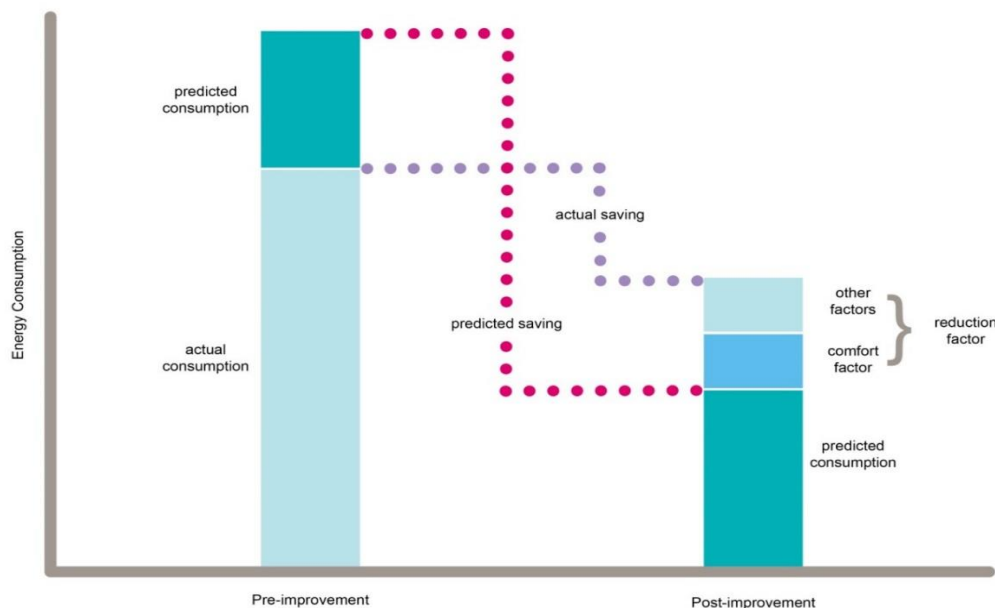 predicted
consumption
actual saving
Energy Consumption
other
factors
predicted saving
reduction
factor
actual
consumption
comfort
factor
predicted
consumption
Pre-improvement
Post-improvement